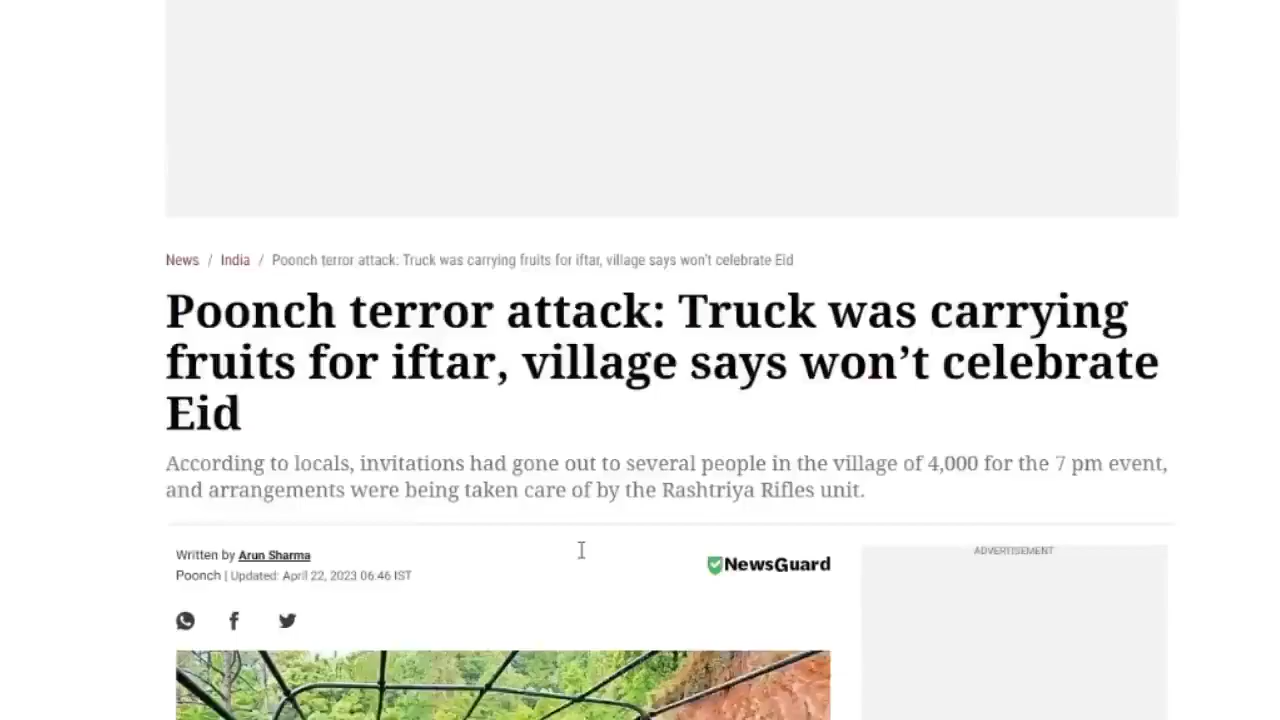 News / India / Poonch terror attack: Truck was carrying fruits for iftar, village says won't celebrate Eid
Poonch terror attack: Truck was carrying
fruits for iftar, village says won’t celebrate
Eid
According to locals, invitations had gone out to several people in the village of 4,000 for the 7 pm event,
and arrangements were being taken care of by the Rashtriya Rifles unit.
Written by Arun Sharma
Poonch | Updated: April 22, 2023 06:46 IST
NewsGuard
ADVERTISEMENT